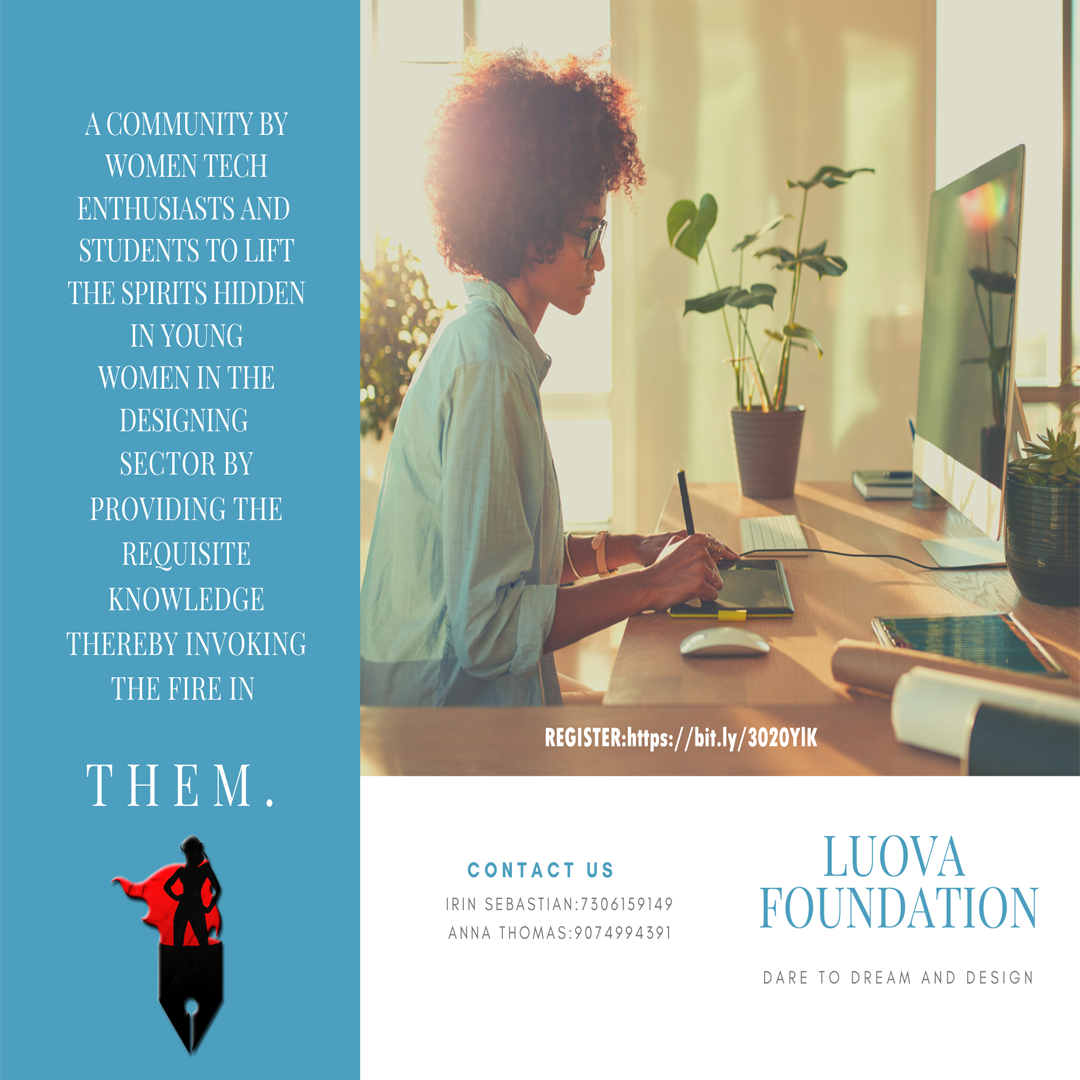 A COMMUNITY BY
WOMEN TECH
ENTHUSIASTS AND
STUDENTS TO LIFT
THE SPIRITS HIDDEN
IN YOUNG
WOMEN IN THE
DESIGNING
SECTOR BY
PROVIDING THE
REQUISITE
KNOWLEDGE
THEREBY INVOKING
THE FIRE IN
THEM.
REGISTER:https://bit.ly/3020YlK
CONTACT US
IRIN SEBASTIAN:7306159149
ANNA THOMAS:9074994391
LUOVA
FOUNDATION
DARE TO DREAM AND DESIGN